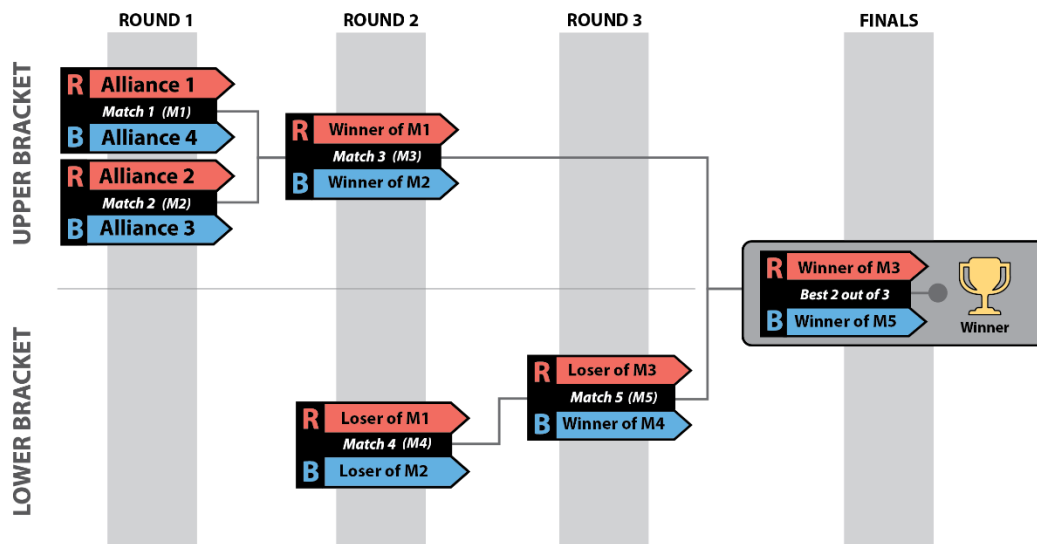 ROUND 1
ROUND 2
ROUND 3
FINALS
UPPER BRACKET
R Alliance 1
Match 1 (M1)
B Alliance 4
R Alliance 2
Match 2 (M2)
B Alliance 3
R Winner of M1
Match 3 (M3)
B Winner of M2
R Winner of M3
Best 2 out of 3
B Winner of M5
Winner
LOWER BRACKET
R Loser of M1
Match 4 (M4)
B Loser of M2
R Loser of M3
Match 5 (M5)
B Winner of M4